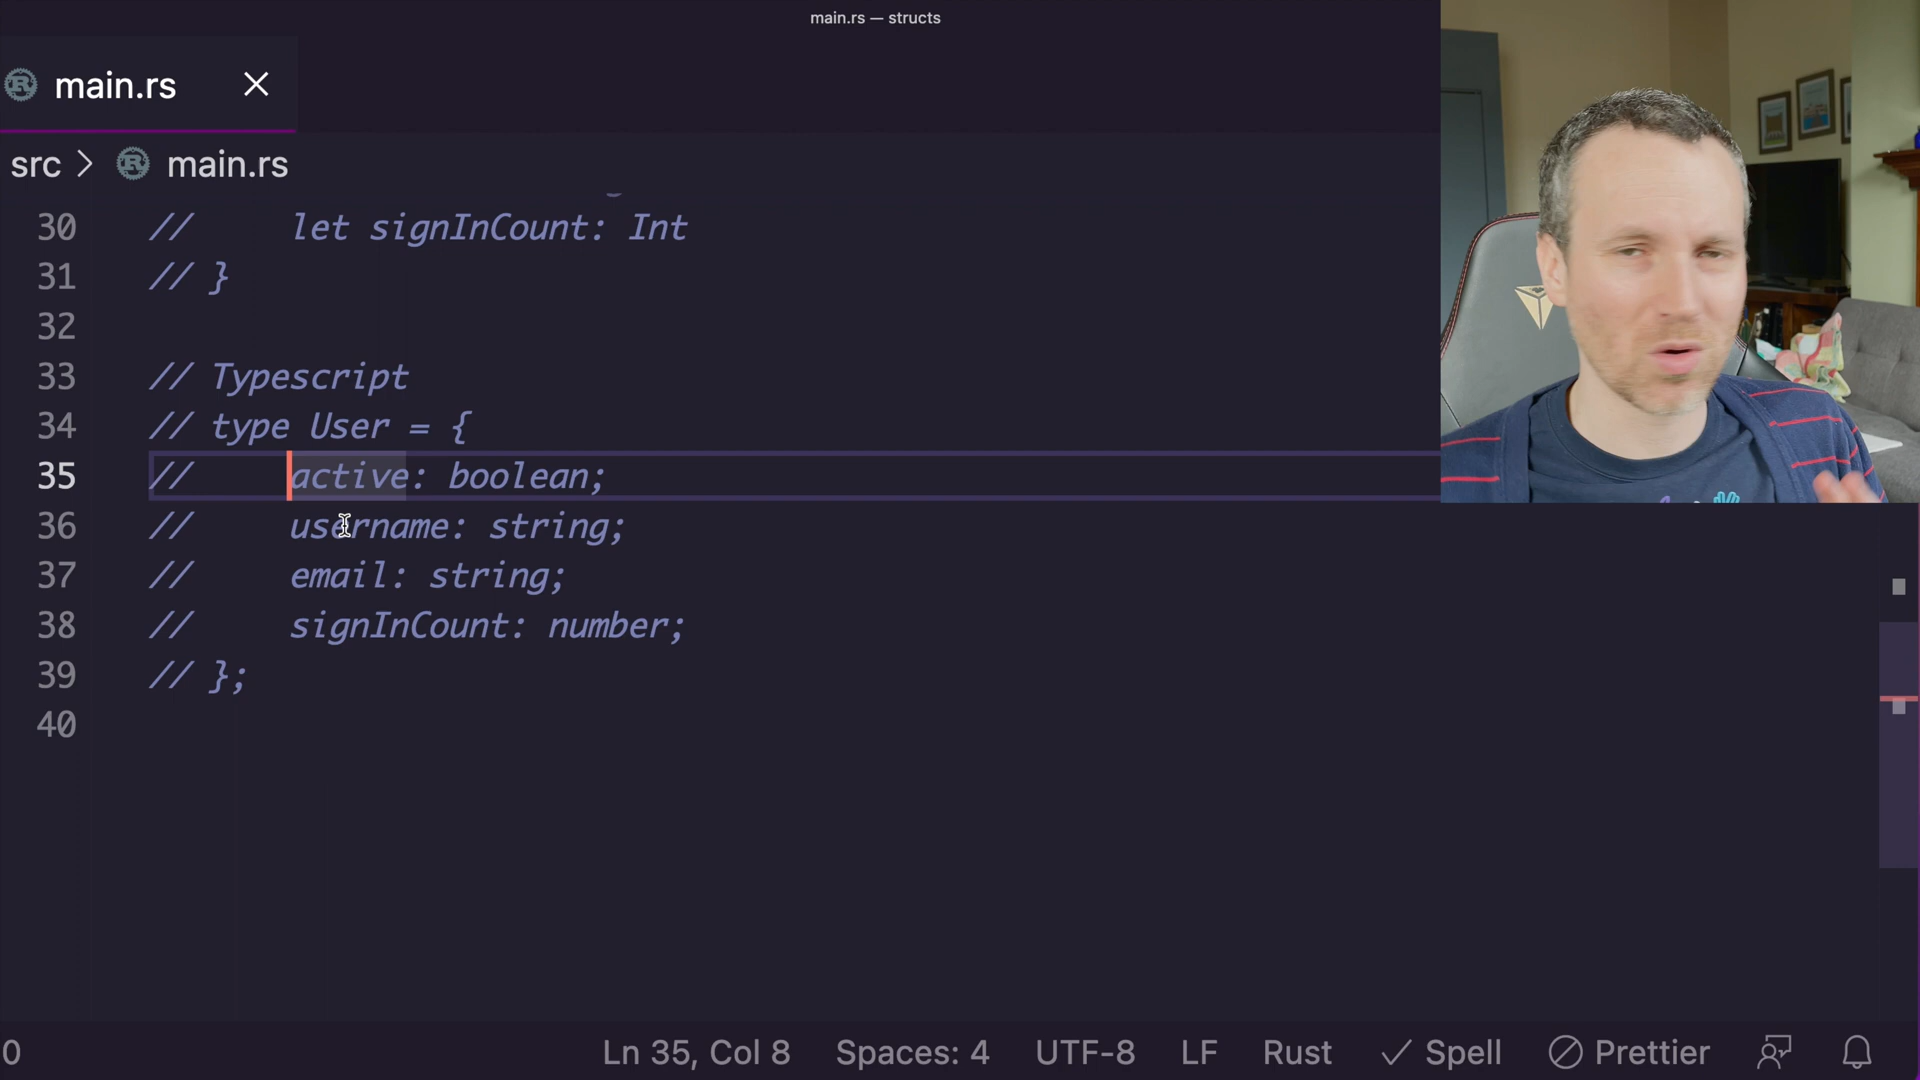 main.rs — structs
main.rs
src > main.rs
30 // let signInCount: Int
31 // }
32
33 // Typescript
34 // type User = {
35 // active: boolean;
36 // username: string;
37 // email: string;
38 // signInCount: number;
39 // };
40
0 Ln 35, Col 8 Spaces: 4 UTF-8 LF Rust Spell Prettier